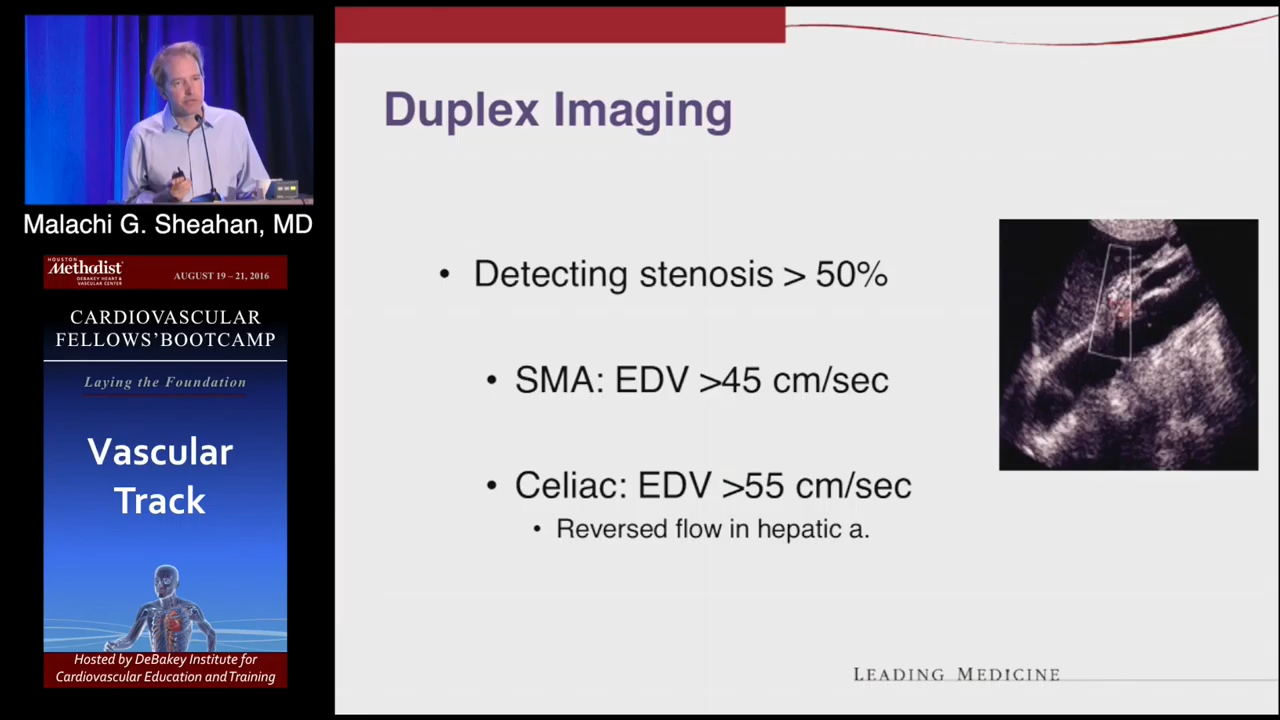 Malachi G. Sheahan, MD
HOUSTON
Methodist
DEBAKEY HEART &
VASCULAR CENTER
AUGUST 19 – 21, 2016
CARDIOVASCULAR
FELLOWS'BOOTCAMP
Laying the Foundation
Vascular
Track
Hosted by DeBakey Institute for
Cardiovascular Education and Training
Duplex Imaging
• Detecting stenosis > 50%
• SMA: EDV >45 cm/sec
• Celiac: EDV >55 cm/sec
• Reversed flow in hepatic a.
LEADING MEDICINE